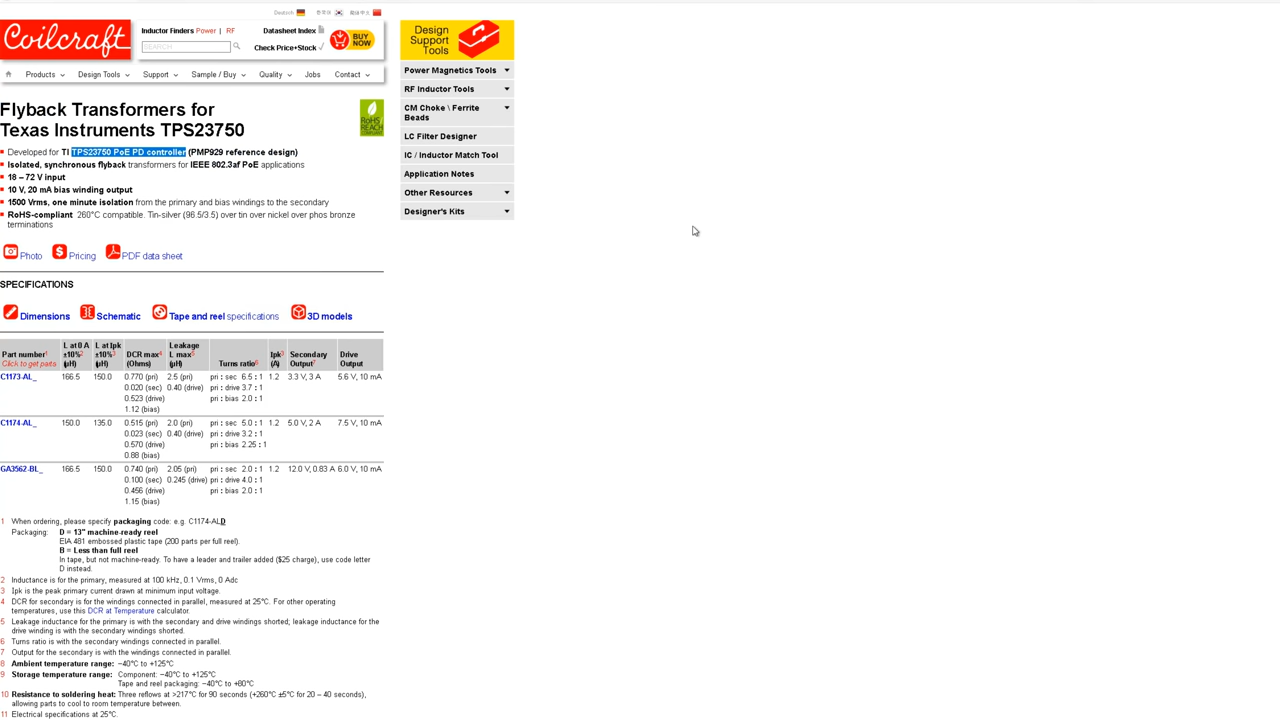 Deutsch 한국어 简体中文
Coilcraft
Inductor Finders Power | RF
Datasheet Index
SEARCH
Check Price+Stock √
BUY NOW
Products Design Tools Support Sample / Buy Quality Jobs Contact
Flyback Transformers for
Texas Instruments TPS23750
RoHS
REACH
COMPLIANT
Developed for TI TPS23750 PoE PD controller (PMP929 reference design)
Isolated, synchronous flyback transformers for IEEE 802.3af PoE applications
18 – 72 V input
10 V, 20 mA bias winding output
1500 Vrms, one minute isolation from the primary and bias windings to the secondary
RoHS-compliant 260°C compatible. Tin-silver (96.5/3.5) over tin over nickel over phos bronze
terminations
Photo Pricing PDF data sheet
SPECIFICATIONS
Dimensions Schematic Tape and reel specifications 3D models
Part number1 L at 0 A ±10%2 (µH) L at Ipk ±10%3 (µH) DCR max4 (Ohms) Leakage L max5 (µH) Turns ratio6 Ipk3 (A) Secondary Output7 Drive Output
Click to get parts
C1173-AL_ 166.5 150.0 0.770 (pri) 2.5 (pri) pri : sec 6.5 : 1 1.2 3.3 V, 3 A 5.6 V, 10 mA
0.020 (sec) 0.40 (drive) pri : drive 3.7 : 1
0.523 (drive) pri : bias 2.0 : 1
1.12 (bias)
C1174-AL_ 150.0 135.0 0.515 (pri) 2.0 (pri) pri : sec 5.0 : 1 1.2 5.0 V, 2 A 7.5 V, 10 mA
0.023 (sec) 0.40 (drive) pri : drive 3.2 : 1
0.570 (drive) pri : bias 2.25 : 1
0.88 (bias)
GA3562-BL_ 166.5 150.0 0.740 (pri) 2.05 (pri) pri : sec 2.0 : 1 1.2 12.0 V, 0.83 A 6.0 V, 10 mA
0.100 (sec) 0.245 (drive) pri : drive 4.0 : 1
0.456 (drive) pri : bias 2.0 : 1
1.15 (bias)
1 When ordering, please specify packaging code: e.g. C1174-ALD
Packaging: D = 13" machine-ready reel
EIA 481 embossed plastic tape (200 parts per full reel).
B = Less than full reel
In tape, but not machine-ready. To have a leader and trailer added ($25 charge), use code letter
D instead.
2 Inductance is for the primary, measured at 100 kHz, 0.1 Vrms, 0 Adc
3 Ipk is the peak primary current drawn at minimum input voltage.
4 DCR for secondary is for the windings connected in parallel, measured at 25°C. For other operating
temperatures, use this DCR at Temperature calculator.
5 Leakage inductance for the primary is with the secondary and drive windings shorted; leakage inductance for the
drive winding is with the secondary windings shorted.
6 Turns ratio is with the secondary windings connected in parallel.
7 Output for the secondary is with the windings connected in parallel.
8 Ambient temperature range: −40°C to +125°C
9 Storage temperature range: Component: −40°C to +125°C
Tape and reel packaging: −40°C to +80°C
10 Resistance to soldering heat: Three reflows at >217°C for 90 seconds (+260°C ±5°C for 20 – 40 seconds),
allowing parts to cool to room temperature between.
11 Electrical specifications at 25°C.
Design
Support
Tools
Power Magnetics Tools
RF Inductor Tools
CM Choke \ Ferrite
Beads
LC Filter Designer
IC / Inductor Match Tool
Application Notes
Other Resources
Designer's Kits